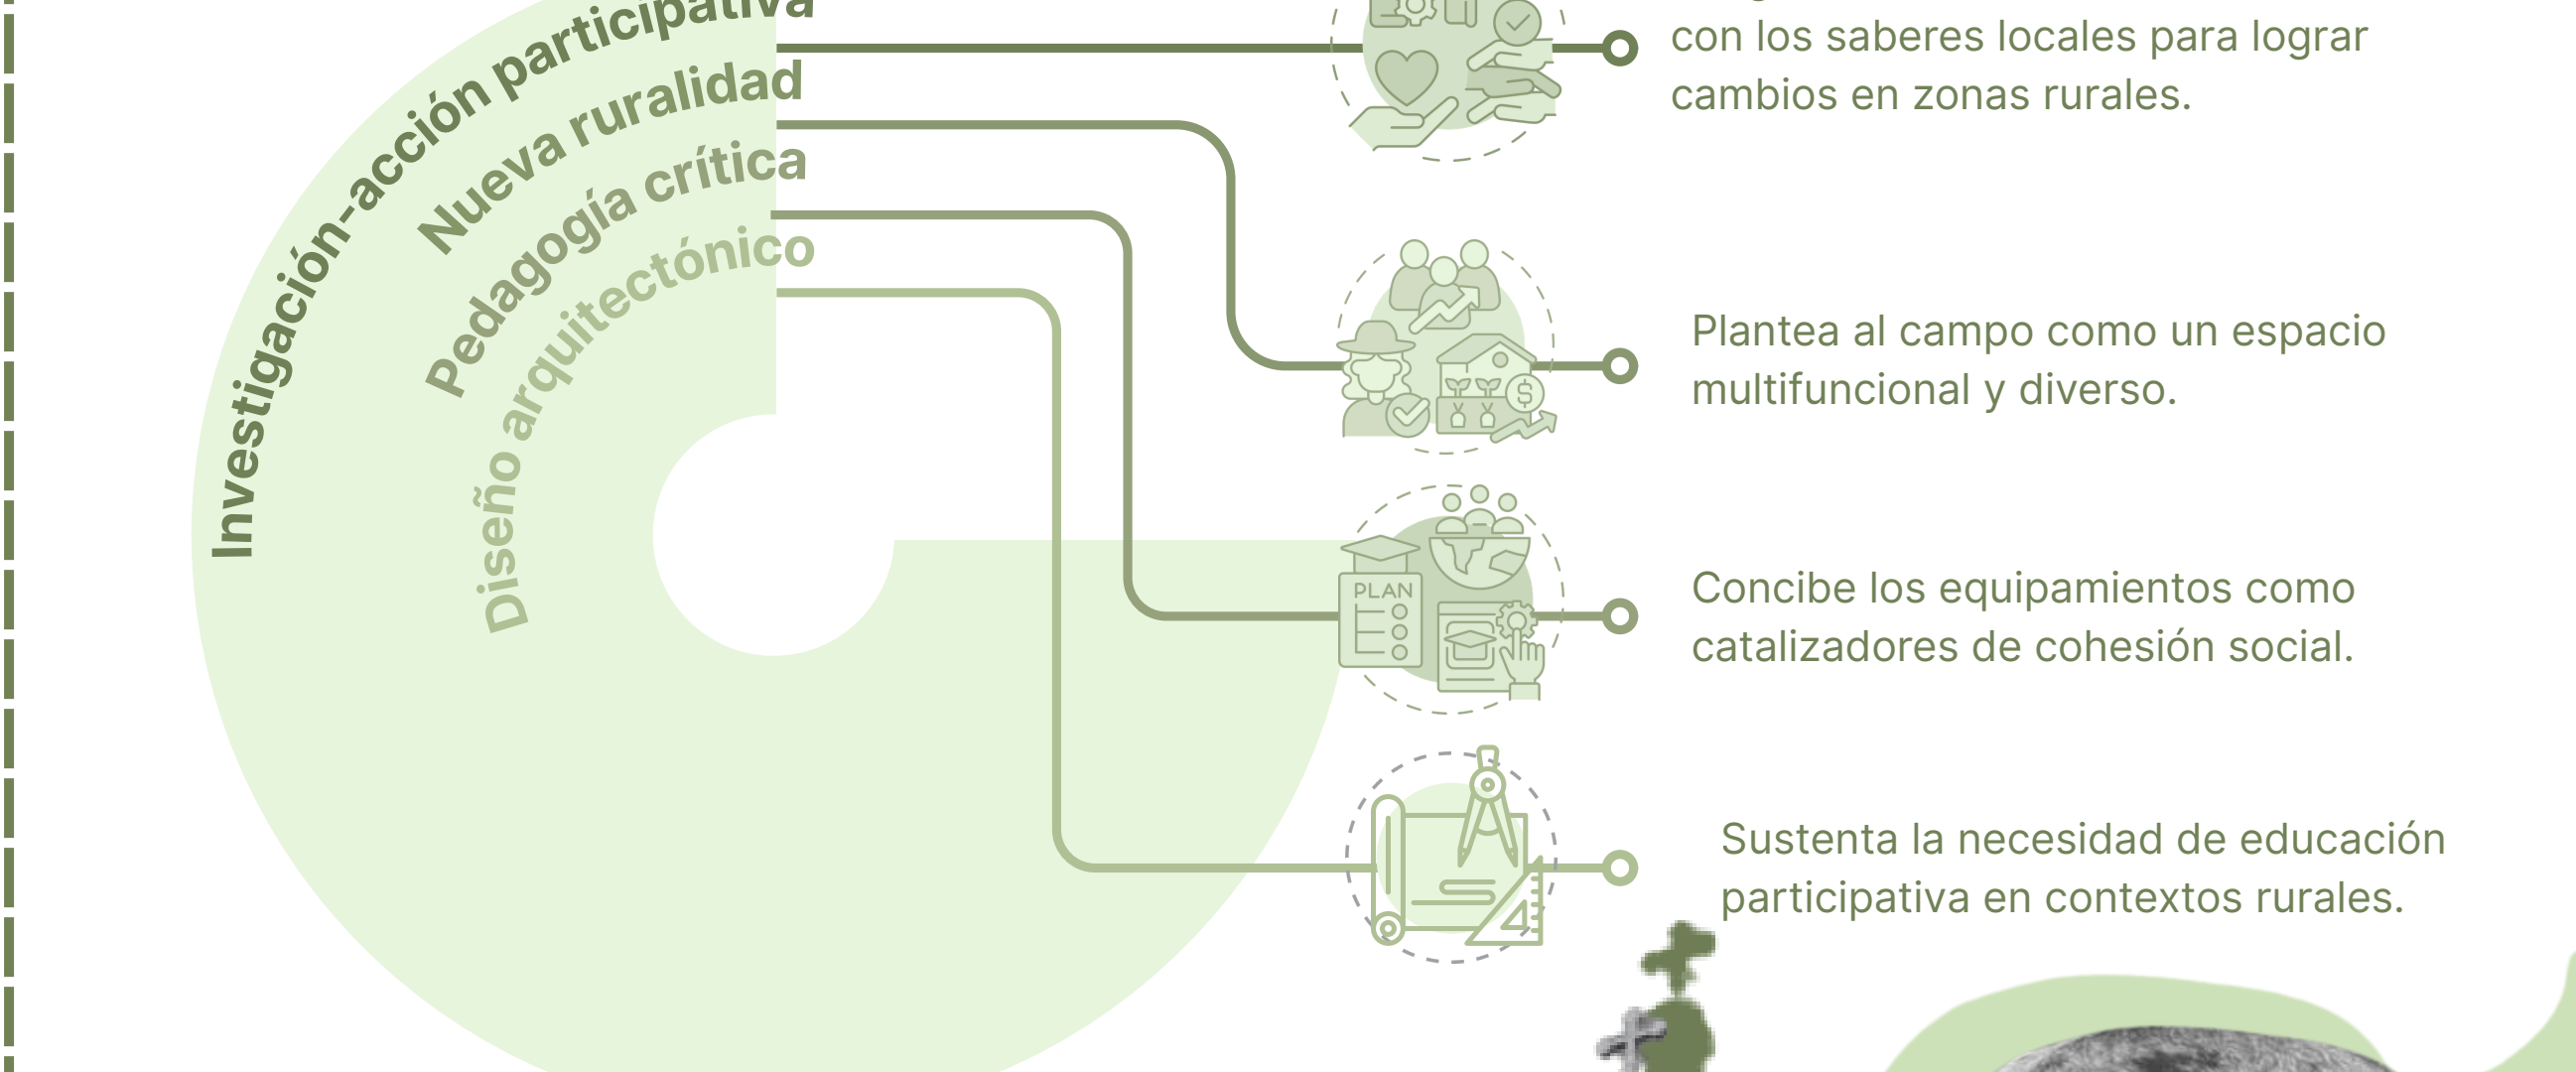 Investigación-acción participativa
con los saberes locales para lograr
cambios en zonas rurales.
Nueva ruralidad
Plantea al campo como un espacio
multifuncional y diverso.
Pedagogía crítica
PLAN
Concibe los equipamientos como
catalizadores de cohesión social.
Diseño arquitectónico
Sustenta la necesidad de educación
participativa en contextos rurales.